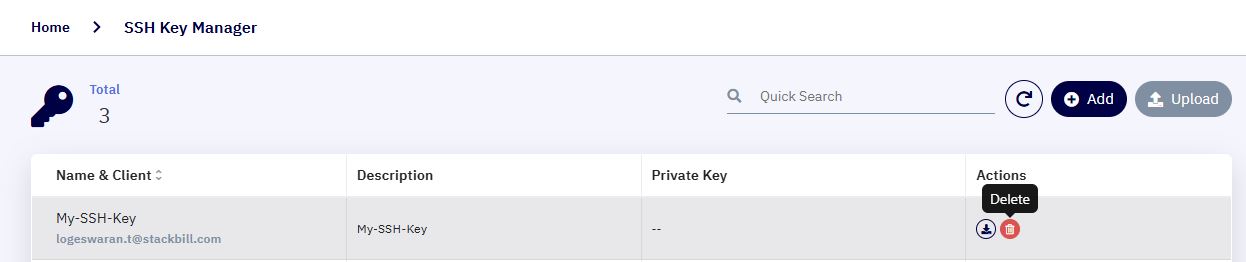 Home > SSH Key Manager
Total
3
Quick Search
Add
Upload
Name & Client
Description
Private Key
Actions
Delete
My-SSH-Key
logeswaran.t@stackbill.com
My-SSH-Key
--